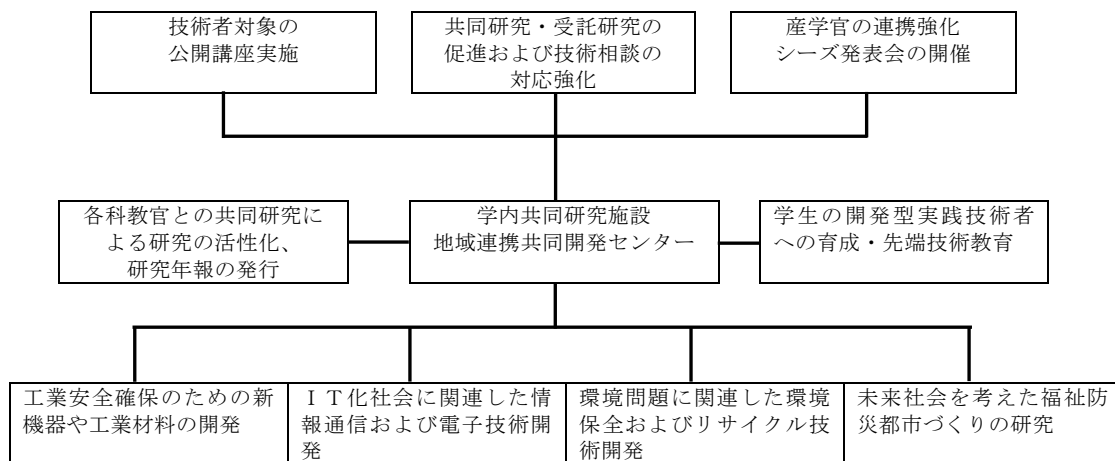 技術者対象の
公開講座実施
共同研究・受託研究の
促進および技術相談の
対応強化
産学官の連携強化
シーズ発表会の開催
各科教官との共同研究に
よる研究の活性化、
研究年報の発行
学内共同研究施設
地域連携共同開発センター
学生の開発型実践技術者
への育成・先端技術教育
工業安全確保のための新
機器や工業材料の開発
ＩＴ化社会に関連した情
報通信および電子技術開
発
環境問題に関連した環境
保全およびリサイクル技
術開発
未来社会を考えた福祉防
災都市づくりの研究